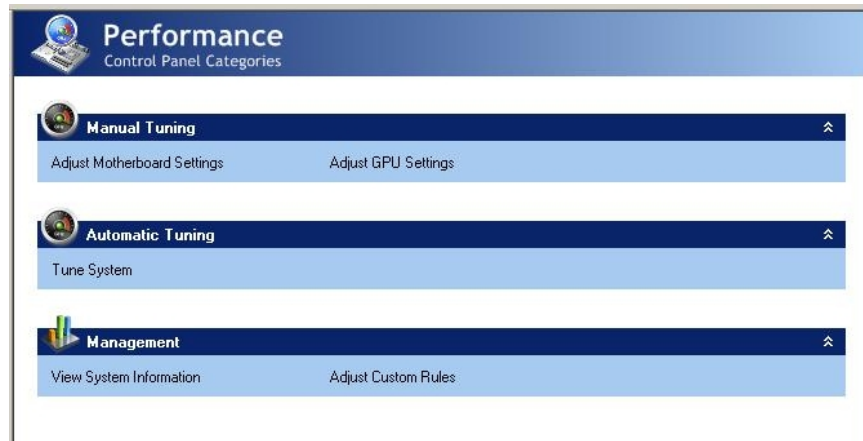 Performance
Control Panel Categories
Manual Tuning
Adjust Motherboard Settings Adjust GPU Settings
Automatic Tuning
Tune System
Management
View System Information Adjust Custom Rules